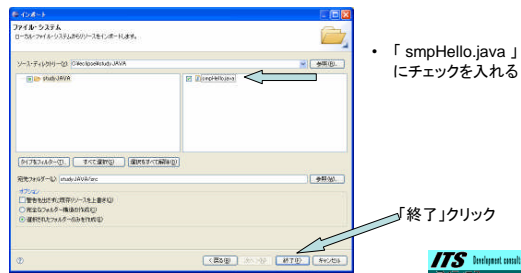 インポート
ファイル・システム
ローカル・ファイル・システムからリソースをインポートします。
ソース・ディレクトリー(Y): C:¥eclipse¥study.JAVA
参照(R)...
study.JAVA
smpHello.java
タイプをフィルター(T)...
すべて選択(S)
選択をすべて解除(D)
宛先フォルダー(L): study.JAVA/src
参照(W)...
オプション
警告を出さずに既存リソースを上書き(O)
完全なフォルダー構造の作成(C)
選択されたフォルダーのみを作成(E)
< 戻る(B)
次へ(N) >
終了(F)
キャンセル
• 「 smpHello.java 」
にチェックを入れる
「終了」クリック
ITS Development consult